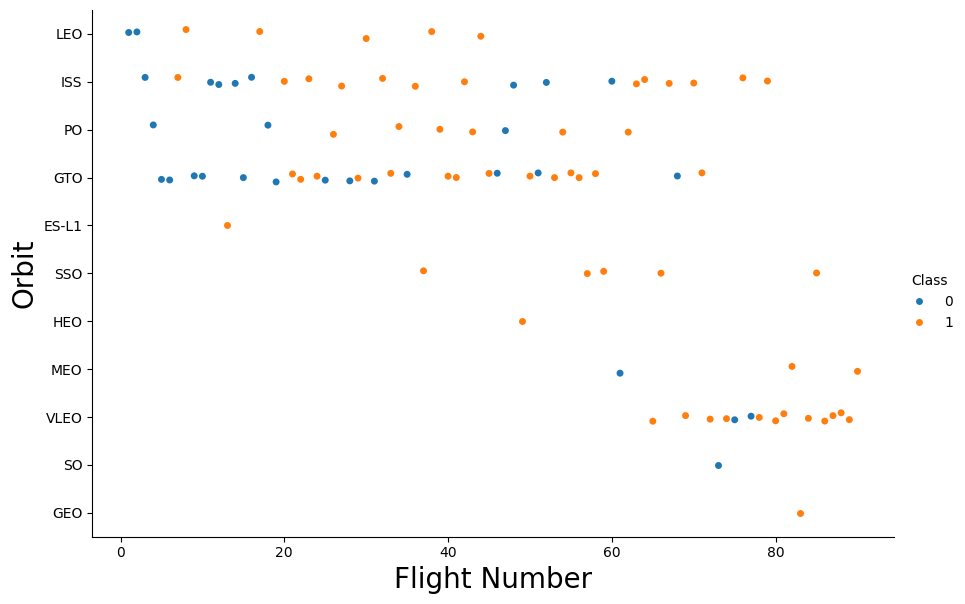 LEO
ISS
PO
GTO
ES-L1
SSO
HEO
MEO
VLEO
SO
GEO
Orbit
0 20 40 60 80
Flight Number
Class
0
1